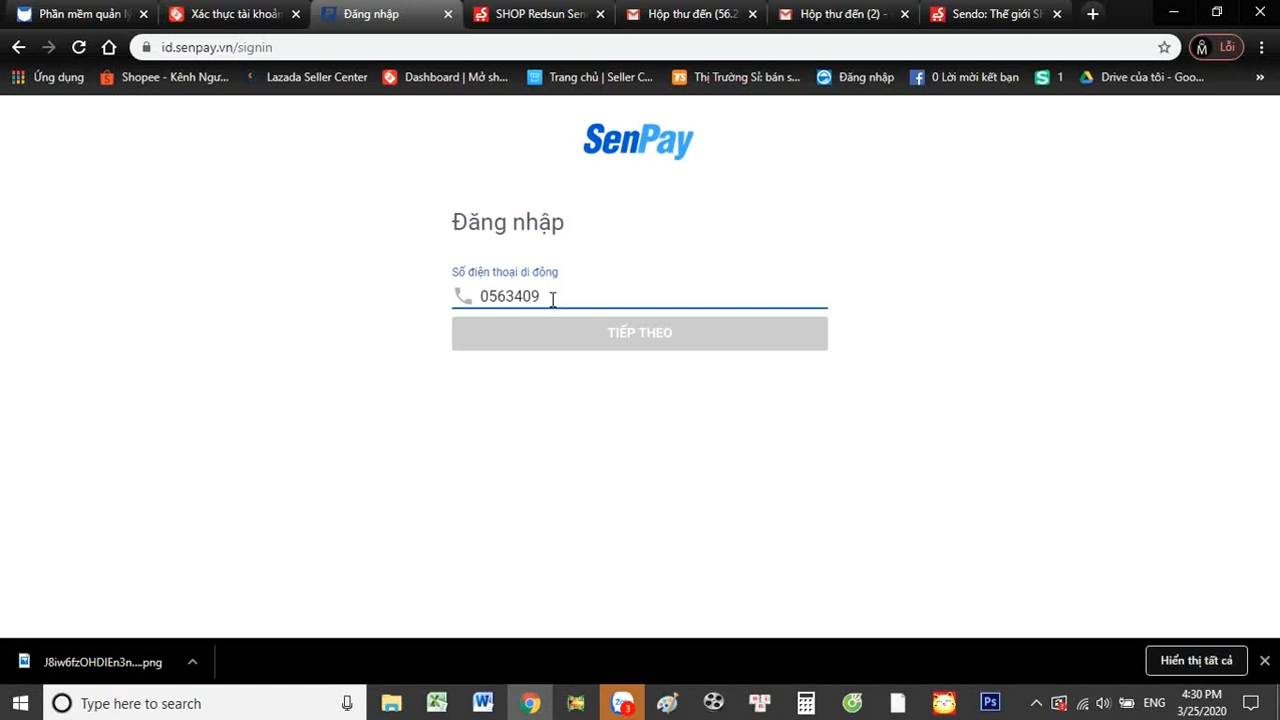 Phần mềm quản lý
Xác thực tài khoản
Đăng nhập
SHOP Redsun Sen
Hộp thư đến (56.2
Hộp thư đến (2) -
Sendo: Thế giới SH
id.senpay.vn/signin
Lỗi
Ứng dụng
Shopee - Kênh Ngư...
Lazada Seller Center
Dashboard | Mở sh...
Trang chủ | Seller C...
Thị Trường Sỉ: bán s...
Đăng nhập
0 Lời mời kết bạn
1
Drive của tôi - Goo...
»
SenPay
Đăng nhập
Số điện thoại di động
0563409
TIẾP THEO
J8iw6fzOHDIEn3n....png
Hiển thị tất cả
Type here to search
3
ENG
4:30 PM
3/25/2020